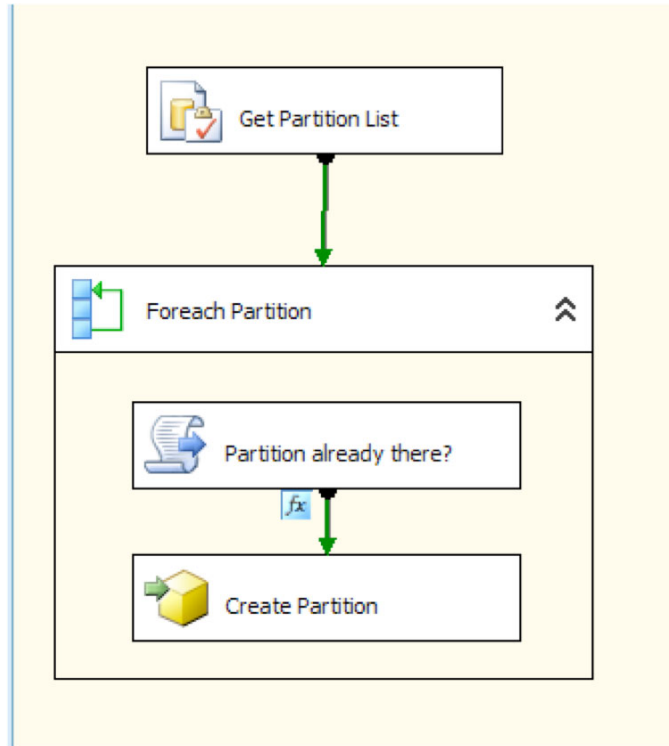 Get Partition List
Foreach Partition
Partition already there?
fx
Create Partition